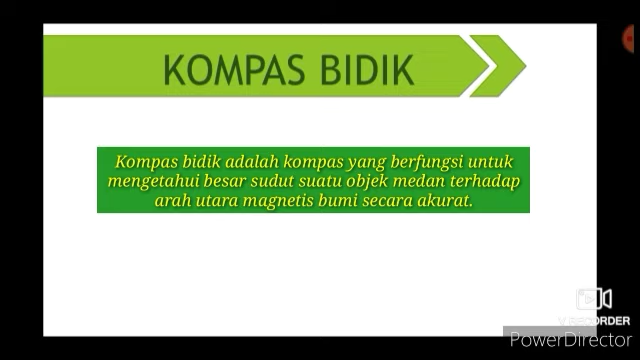 KOMPAS BIDIK
Kompas bidik adalah kompas yang berfungsi untuk
mengetahui besar sudut suatu objek medan terhadap
arah utara magnetis bumi secara akurat.
V RECORDER
PowerDirector